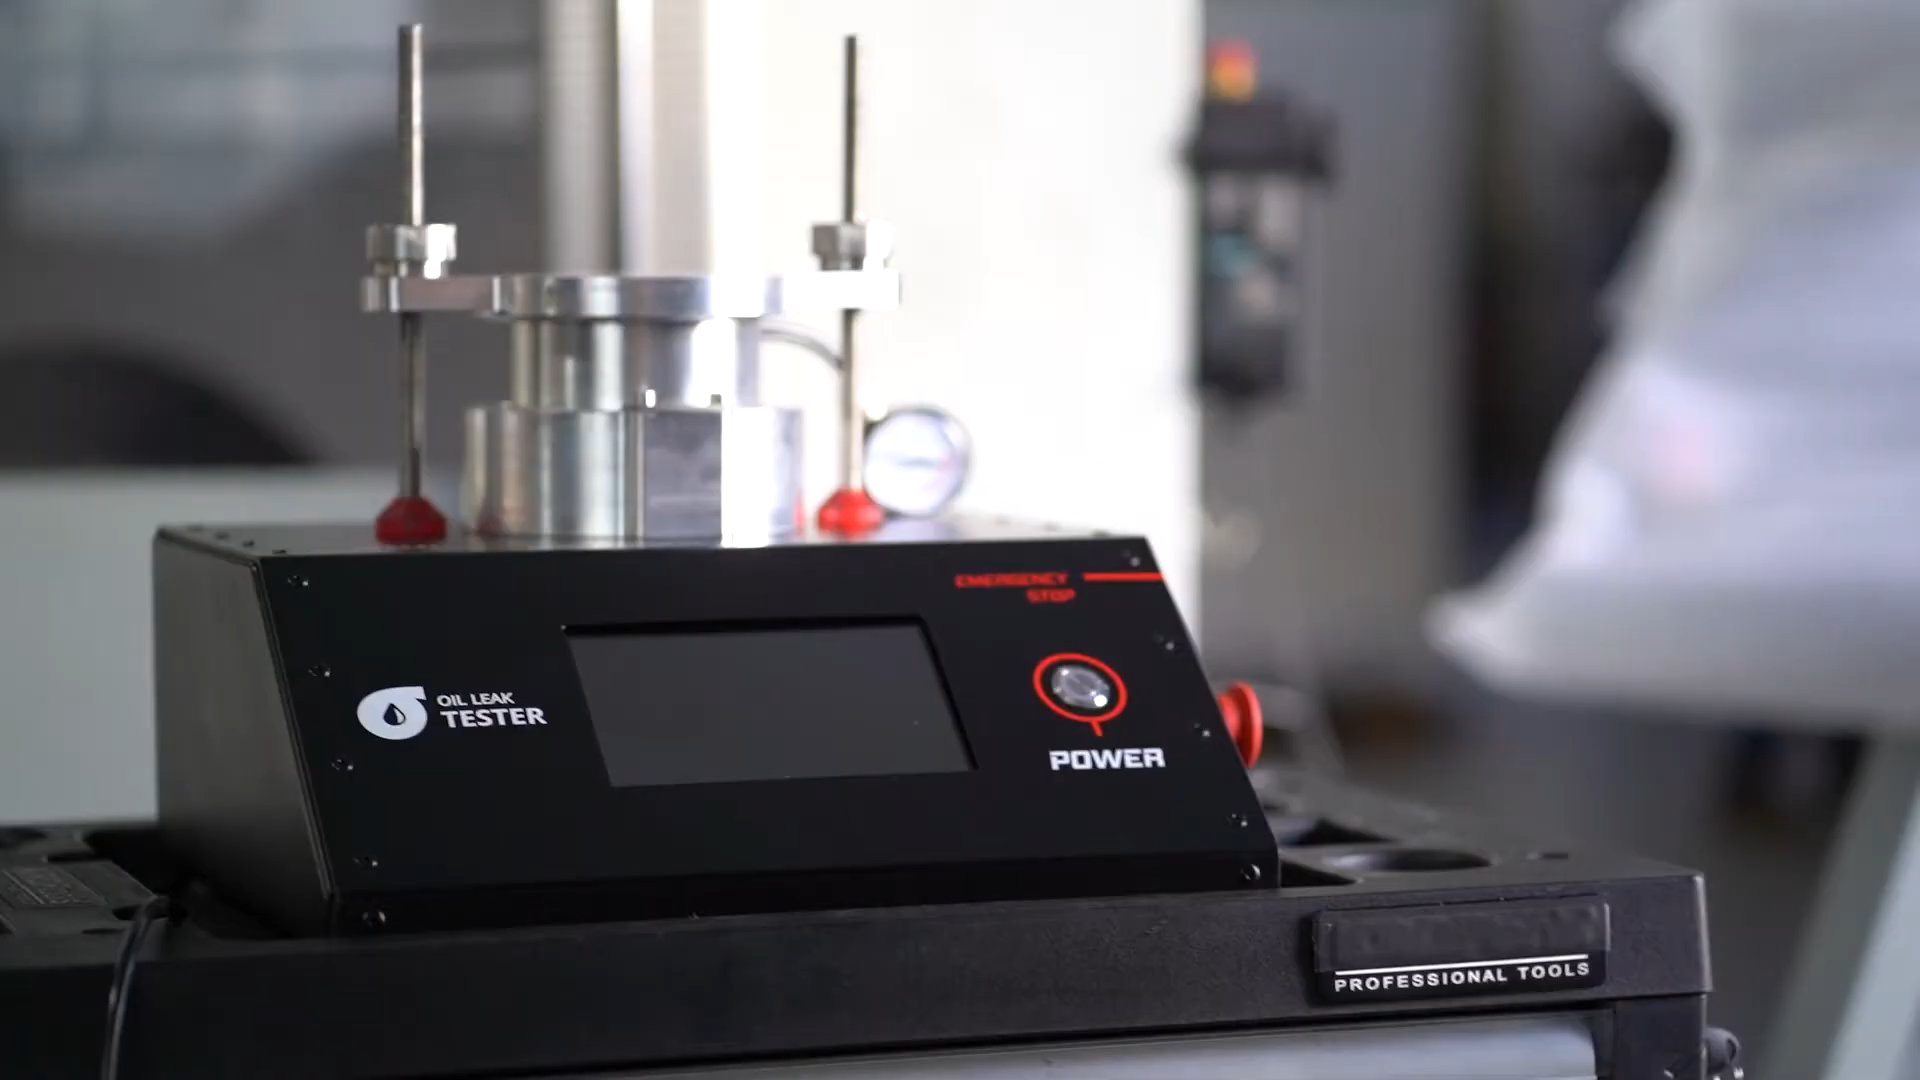 EMERGENCY
STOP
OIL LEAK
TESTER
POWER
PROFESSIONAL TOOLS